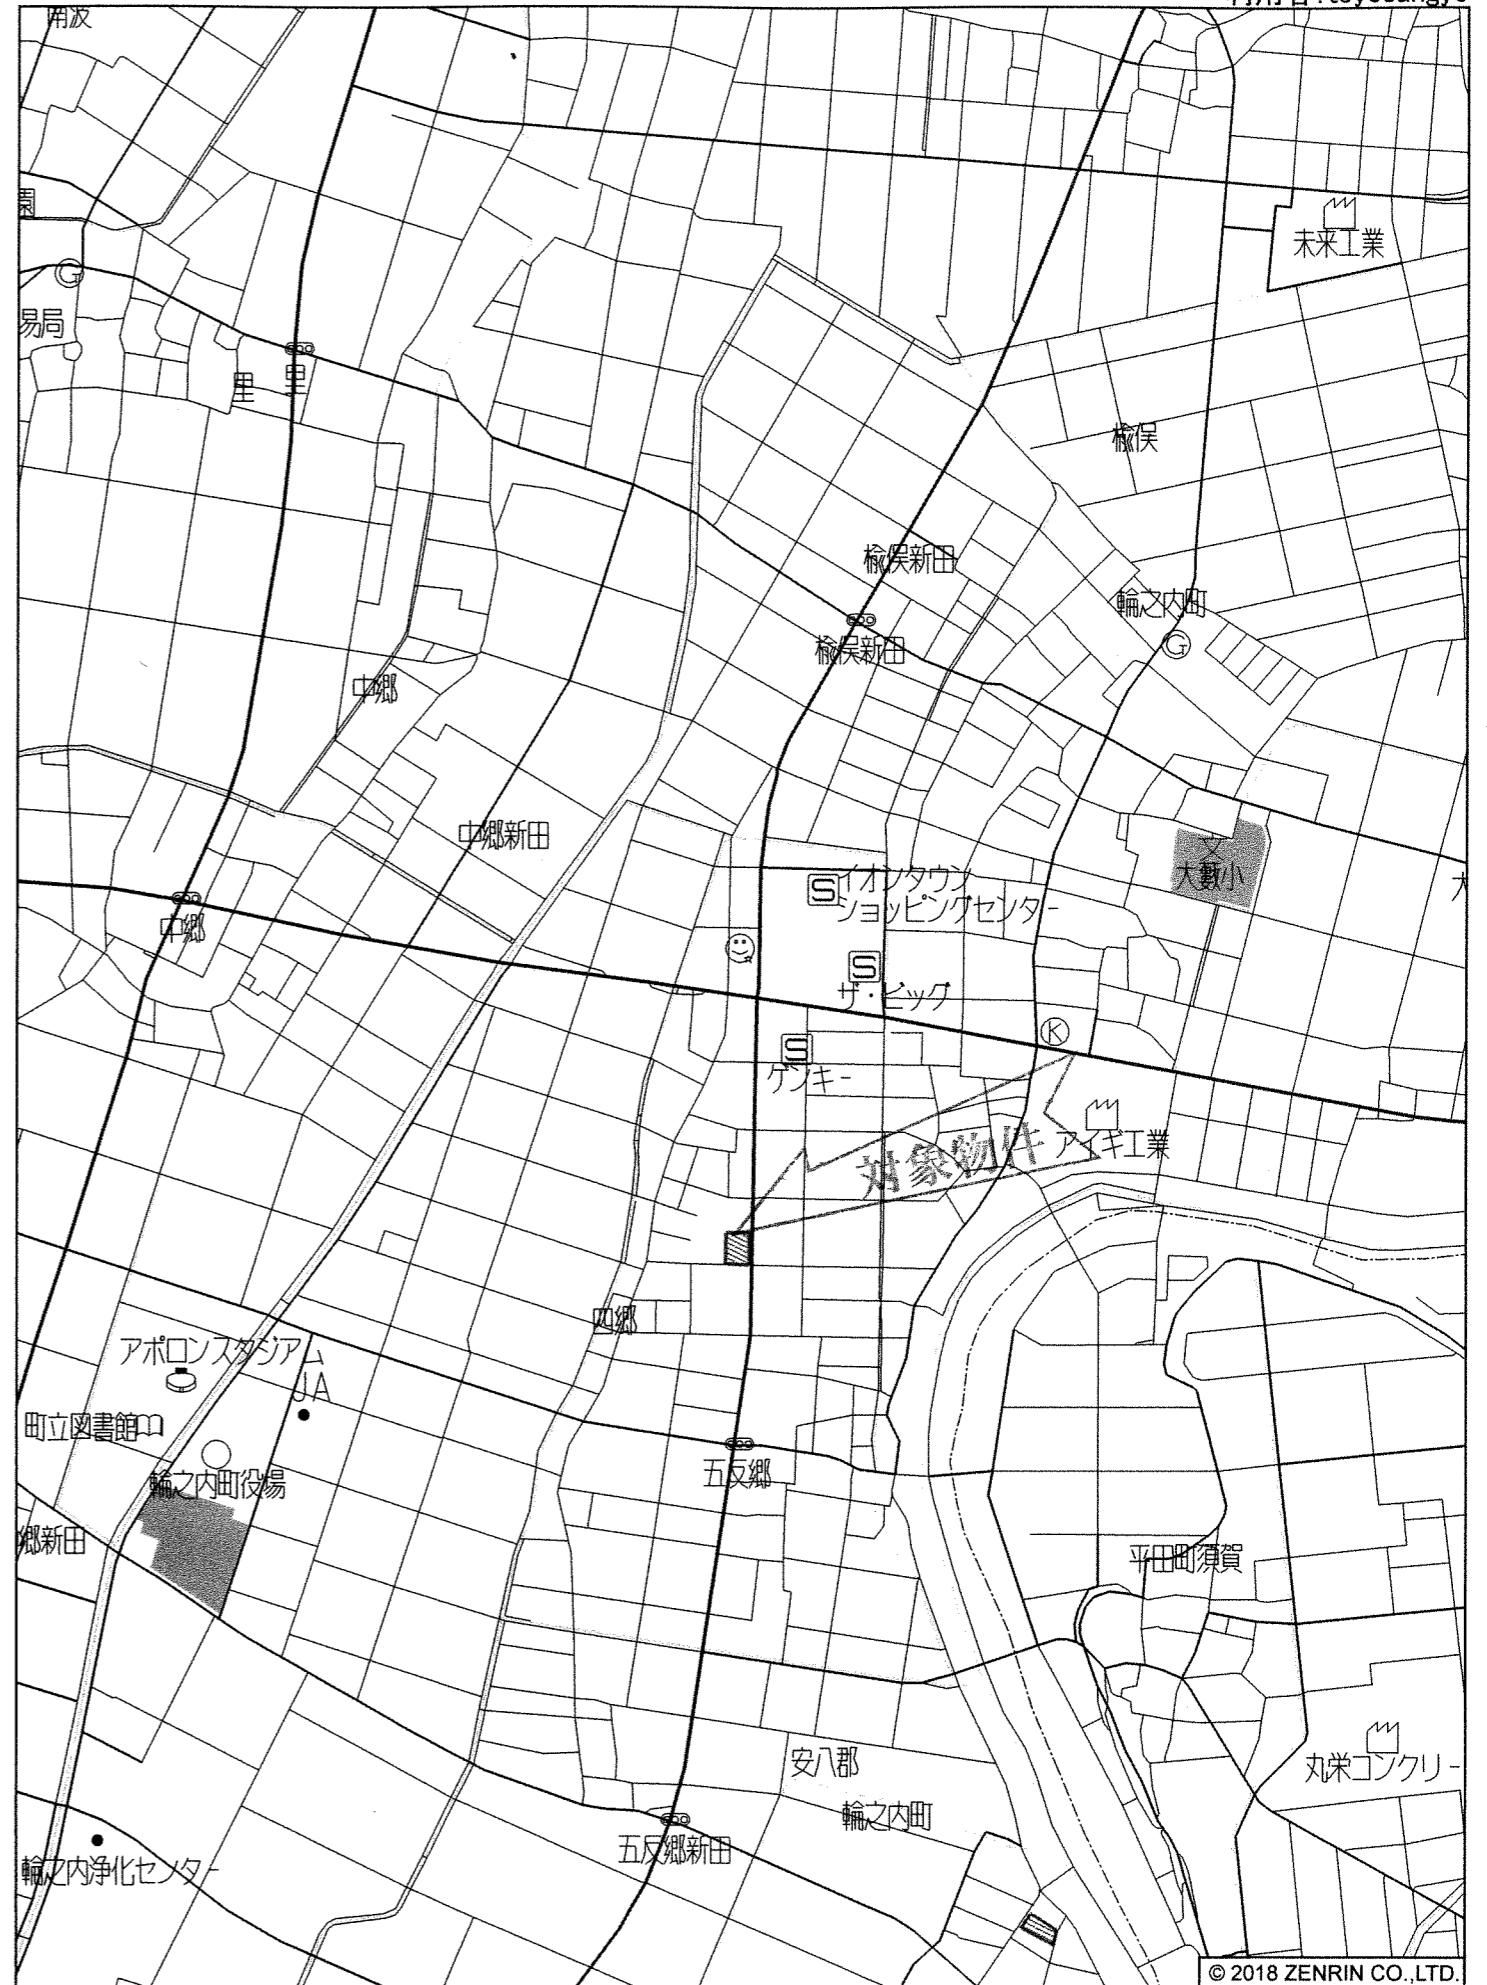 南波
園
未来工業
易局
里
里
楡俣
楡俣新田
輪之内町
楡俣新田
中郷
中郷新田
イオンタウン
ショッピングセンター
大藪小
中郷
ザ・ビッグ
ゲンキー
対象物件
アイギ工業
四郷
アポロンスタジアム
JA
町立図書館
輪之内町役場
五反郷
郷新田
平田町須賀
安八郡
丸栄コンクリー
輪之内町
五反郷新田
輪之内浄化センター
© 2018 ZENRIN CO.,LTD.